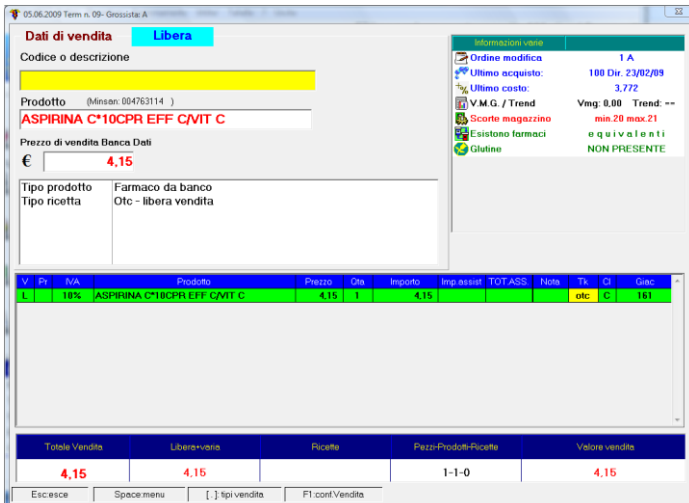 05.06.2009 Term n. 09- Grossista: A
Dati di vendita Libera
Codice o descrizione
Prodotto (Minsan: 004763114 )
ASPIRINA C*10CPR EFF C/VIT C
Prezzo di vendita Banca Dati
€ 4,15
Tipo prodotto Farmaco da banco
Tipo ricetta Otc - libera vendita
Informazioni varie
Ordine modifica 1 A
Ultimo acquisto: 100 Dir. 23/02/09
Ultimo costo: 3,772
V.M.G. / Trend Vmg: 0,00 Trend: --
Scorte magazzino min.20 max.21
Esistono farmaci equivalenti
Glutine NON PRESENTE
V Pr IVA Prodotto Prezzo Qta Importo Imp.assist TOT.ASS. Nota Tk Cl Giac
L 10% ASPIRINA C*10CPR EFF C/VIT C 4,15 1 4,15 otc C 161
Totale Vendita Libera+varia Ricette Pezzi-Prodotti-Ricette Valore vendita
4,15 4,15 1-1-0 4,15
Esc:esce Space:menu [ . ]: tipi vendita F1:conf.Vendita